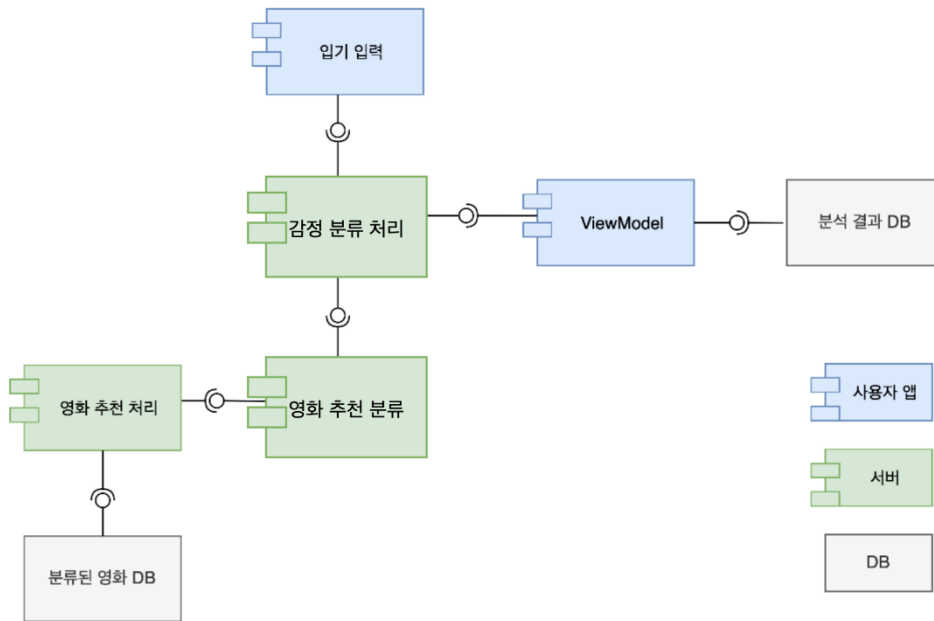 입기 입력
감정 분류 처리
ViewModel
분석 결과 DB
영화 추천 처리
영화 추천 분류
사용자 앱
서버
분류된 영화 DB
DB